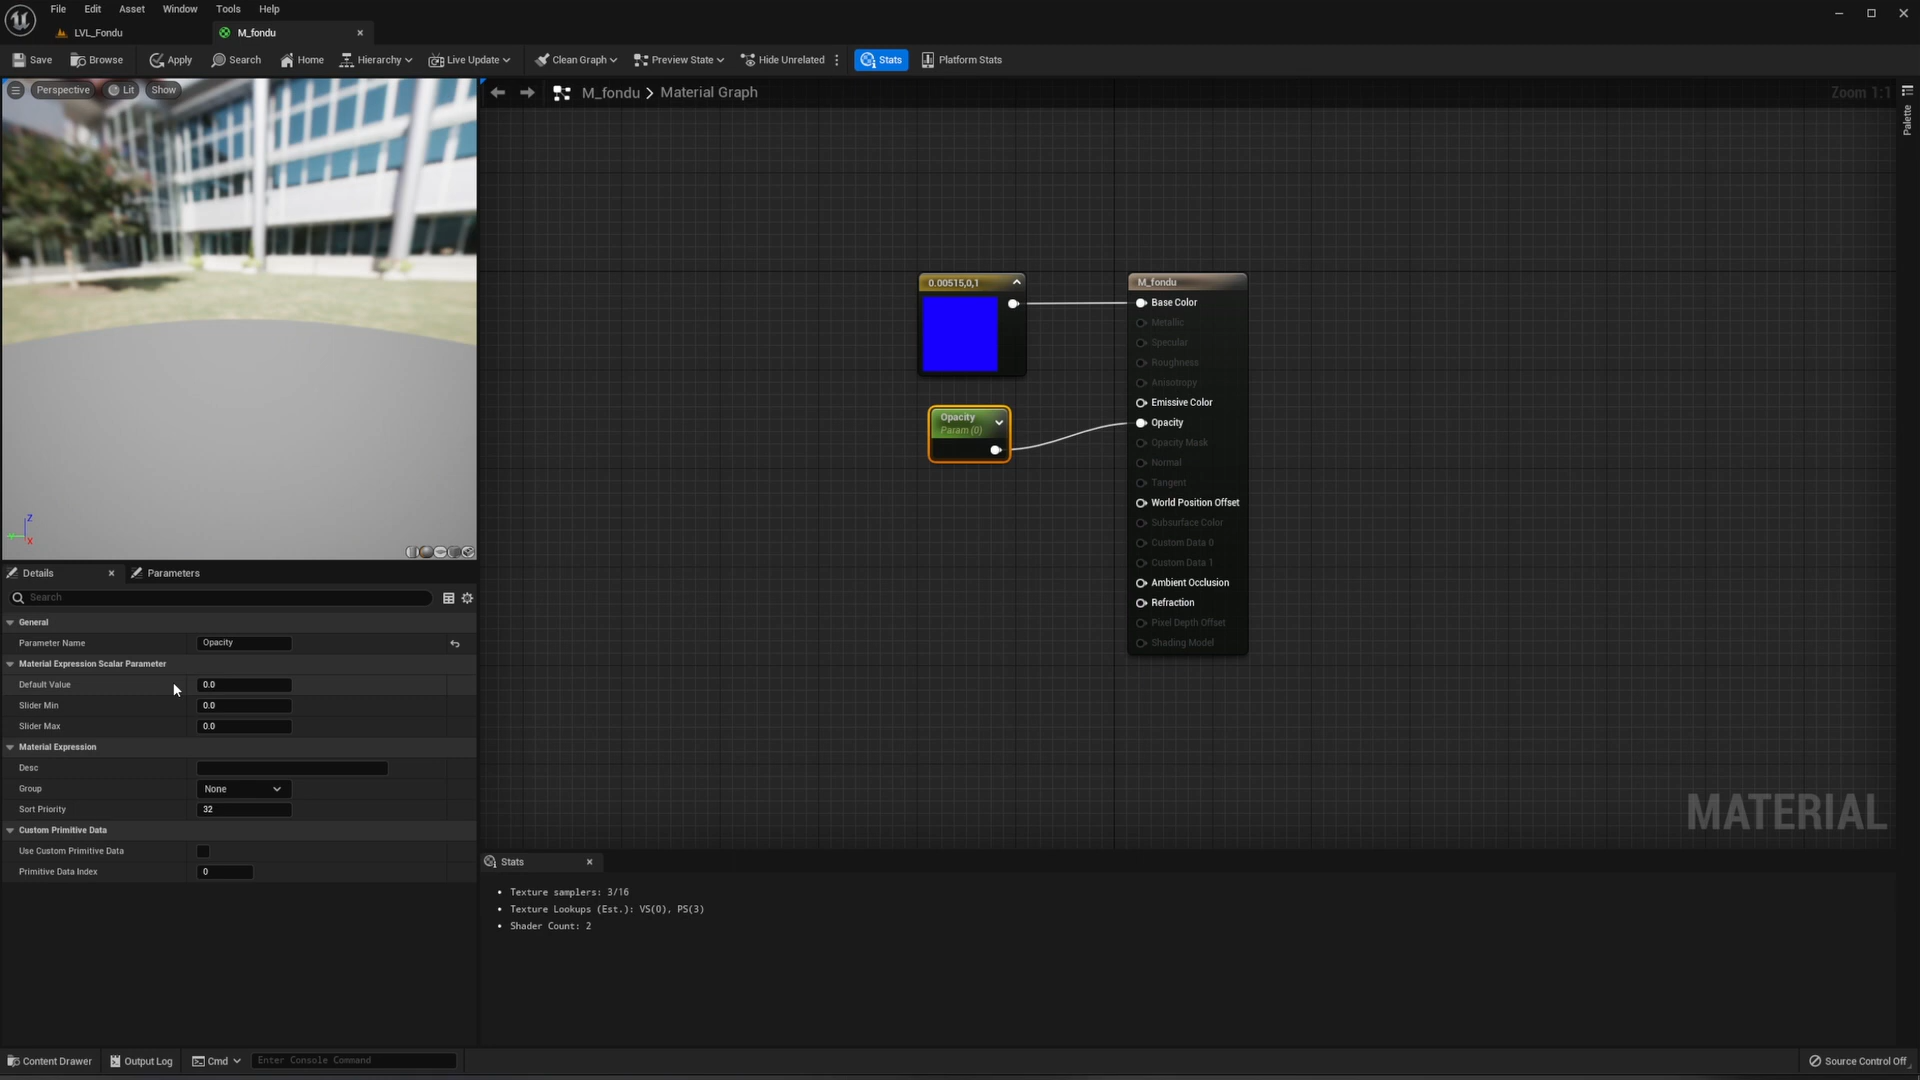 File Edit Asset Window Tools Help
LVL_Fondu M_fondu
Save Browse Apply Search Home Hierarchy Live Update Clean Graph Preview State Hide Unrelated Stats Platform Stats
Perspective Lit Show
M_fondu > Material Graph
Zoom 1:1
Palette
0.00515,0,1
Opacity
Param (0)
M_fondu
Base Color
Metallic
Specular
Roughness
Anisotropy
Emissive Color
Opacity
Opacity Mask
Normal
Tangent
World Position Offset
Subsurface Color
Custom Data 0
Custom Data 1
Ambient Occlusion
Refraction
Pixel Depth Offset
Shading Model
MATERIAL
Z
Y
X
Details Parameters
Search
General
Parameter Name Opacity
Material Expression Scalar Parameter
Default Value 0.0
Slider Min 0.0
Slider Max 0.0
Material Expression
Desc
Group None
Sort Priority 32
Custom Primitive Data
Use Custom Primitive Data
Primitive Data Index 0
Stats
• Texture samplers: 3/16
• Texture Lookups (Est.): VS(0), PS(3)
• Shader Count: 2
Content Drawer Output Log Cmd Enter Console Command Source Control Off